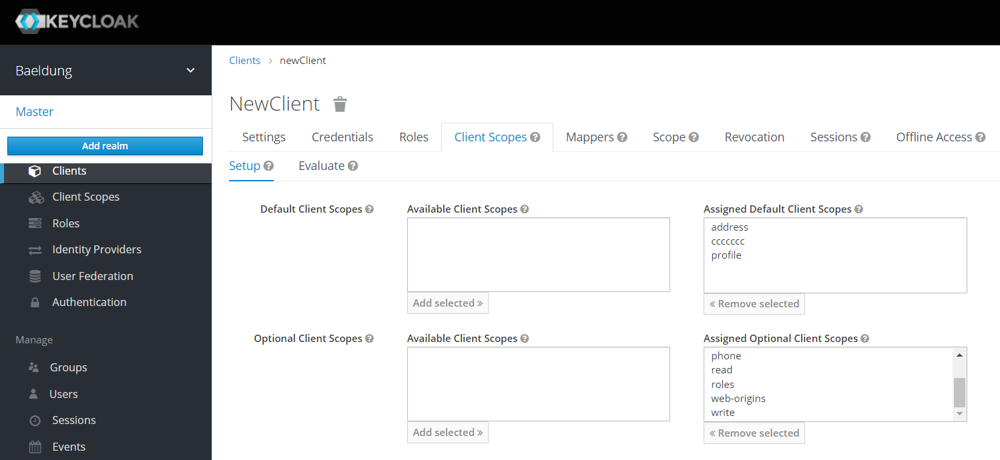 KEYCLOAK
Baeldung
Master
Add realm
Clients
Client Scopes
Roles
Identity Providers
User Federation
Authentication
Manage
Groups
Users
Sessions
Events
Clients > newClient
NewClient
Settings Credentials Roles Client Scopes Mappers Scope Revocation Sessions Offline Access
Setup Evaluate
Default Client Scopes
Available Client Scopes
Add selected »
Assigned Default Client Scopes
address
ccccccc
profile
« Remove selected
Optional Client Scopes
Available Client Scopes
Add selected »
Assigned Optional Client Scopes
phone
read
roles
web-origins
write
« Remove selected